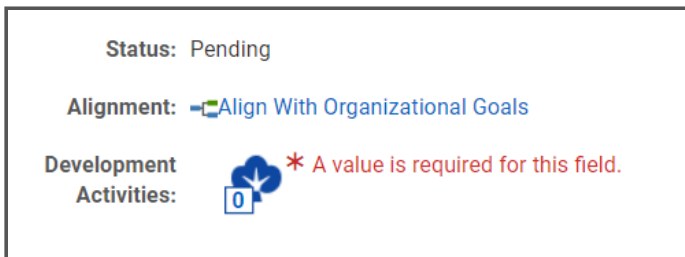 Status: Pending
Alignment: Align With Organizational Goals
Development Activities: 0 * A value is required for this field.